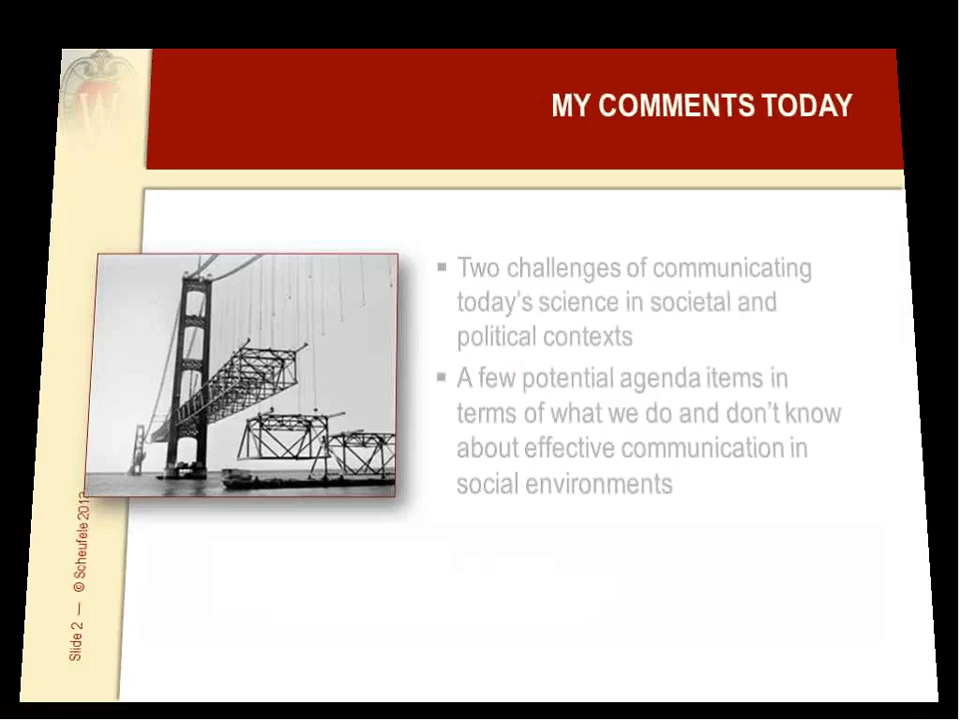 MY COMMENTS TODAY
▪ Two challenges of communicating
today's science in societal and
political contexts
▪ A few potential agenda items in
terms of what we do and don't know
about effective communication in
social environments
Slide 2 — © Scheufele
W